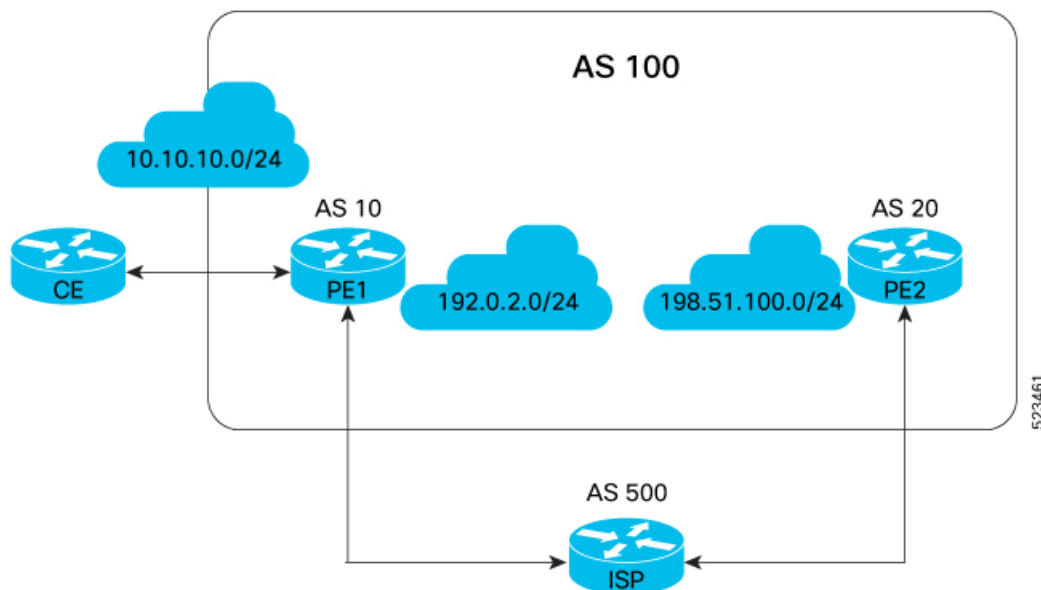 AS 100
10.10.10.0/24
AS 10
AS 20
CE
PE1
192.0.2.0/24
198.51.100.0/24
PE2
523461
AS 500
ISP